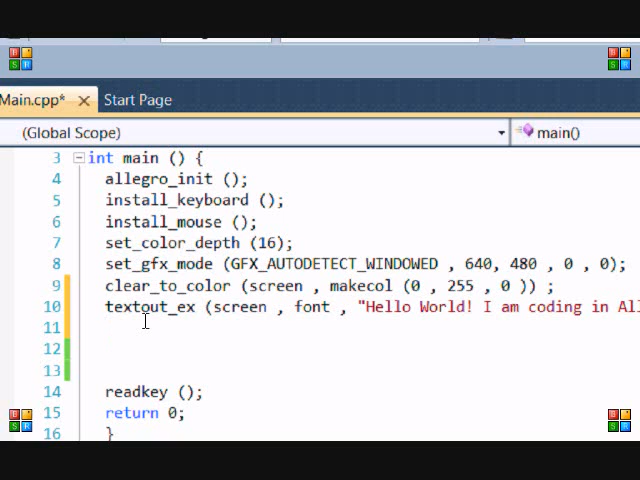 Main.cpp* Start Page
(Global Scope) main()
3 int main () {
4 allegro_init ();
5 install_keyboard ();
6 install_mouse ();
7 set_color_depth (16);
8 set_gfx_mode (GFX_AUTODETECT_WINDOWED , 640, 480 , 0 , 0);
9 clear_to_color (screen , makecol (0 , 255 , 0 )) ;
10 textout_ex (screen , font , "Hello World! I am coding in All
11
12
13
14 readkey ();
15 return 0;
16 }